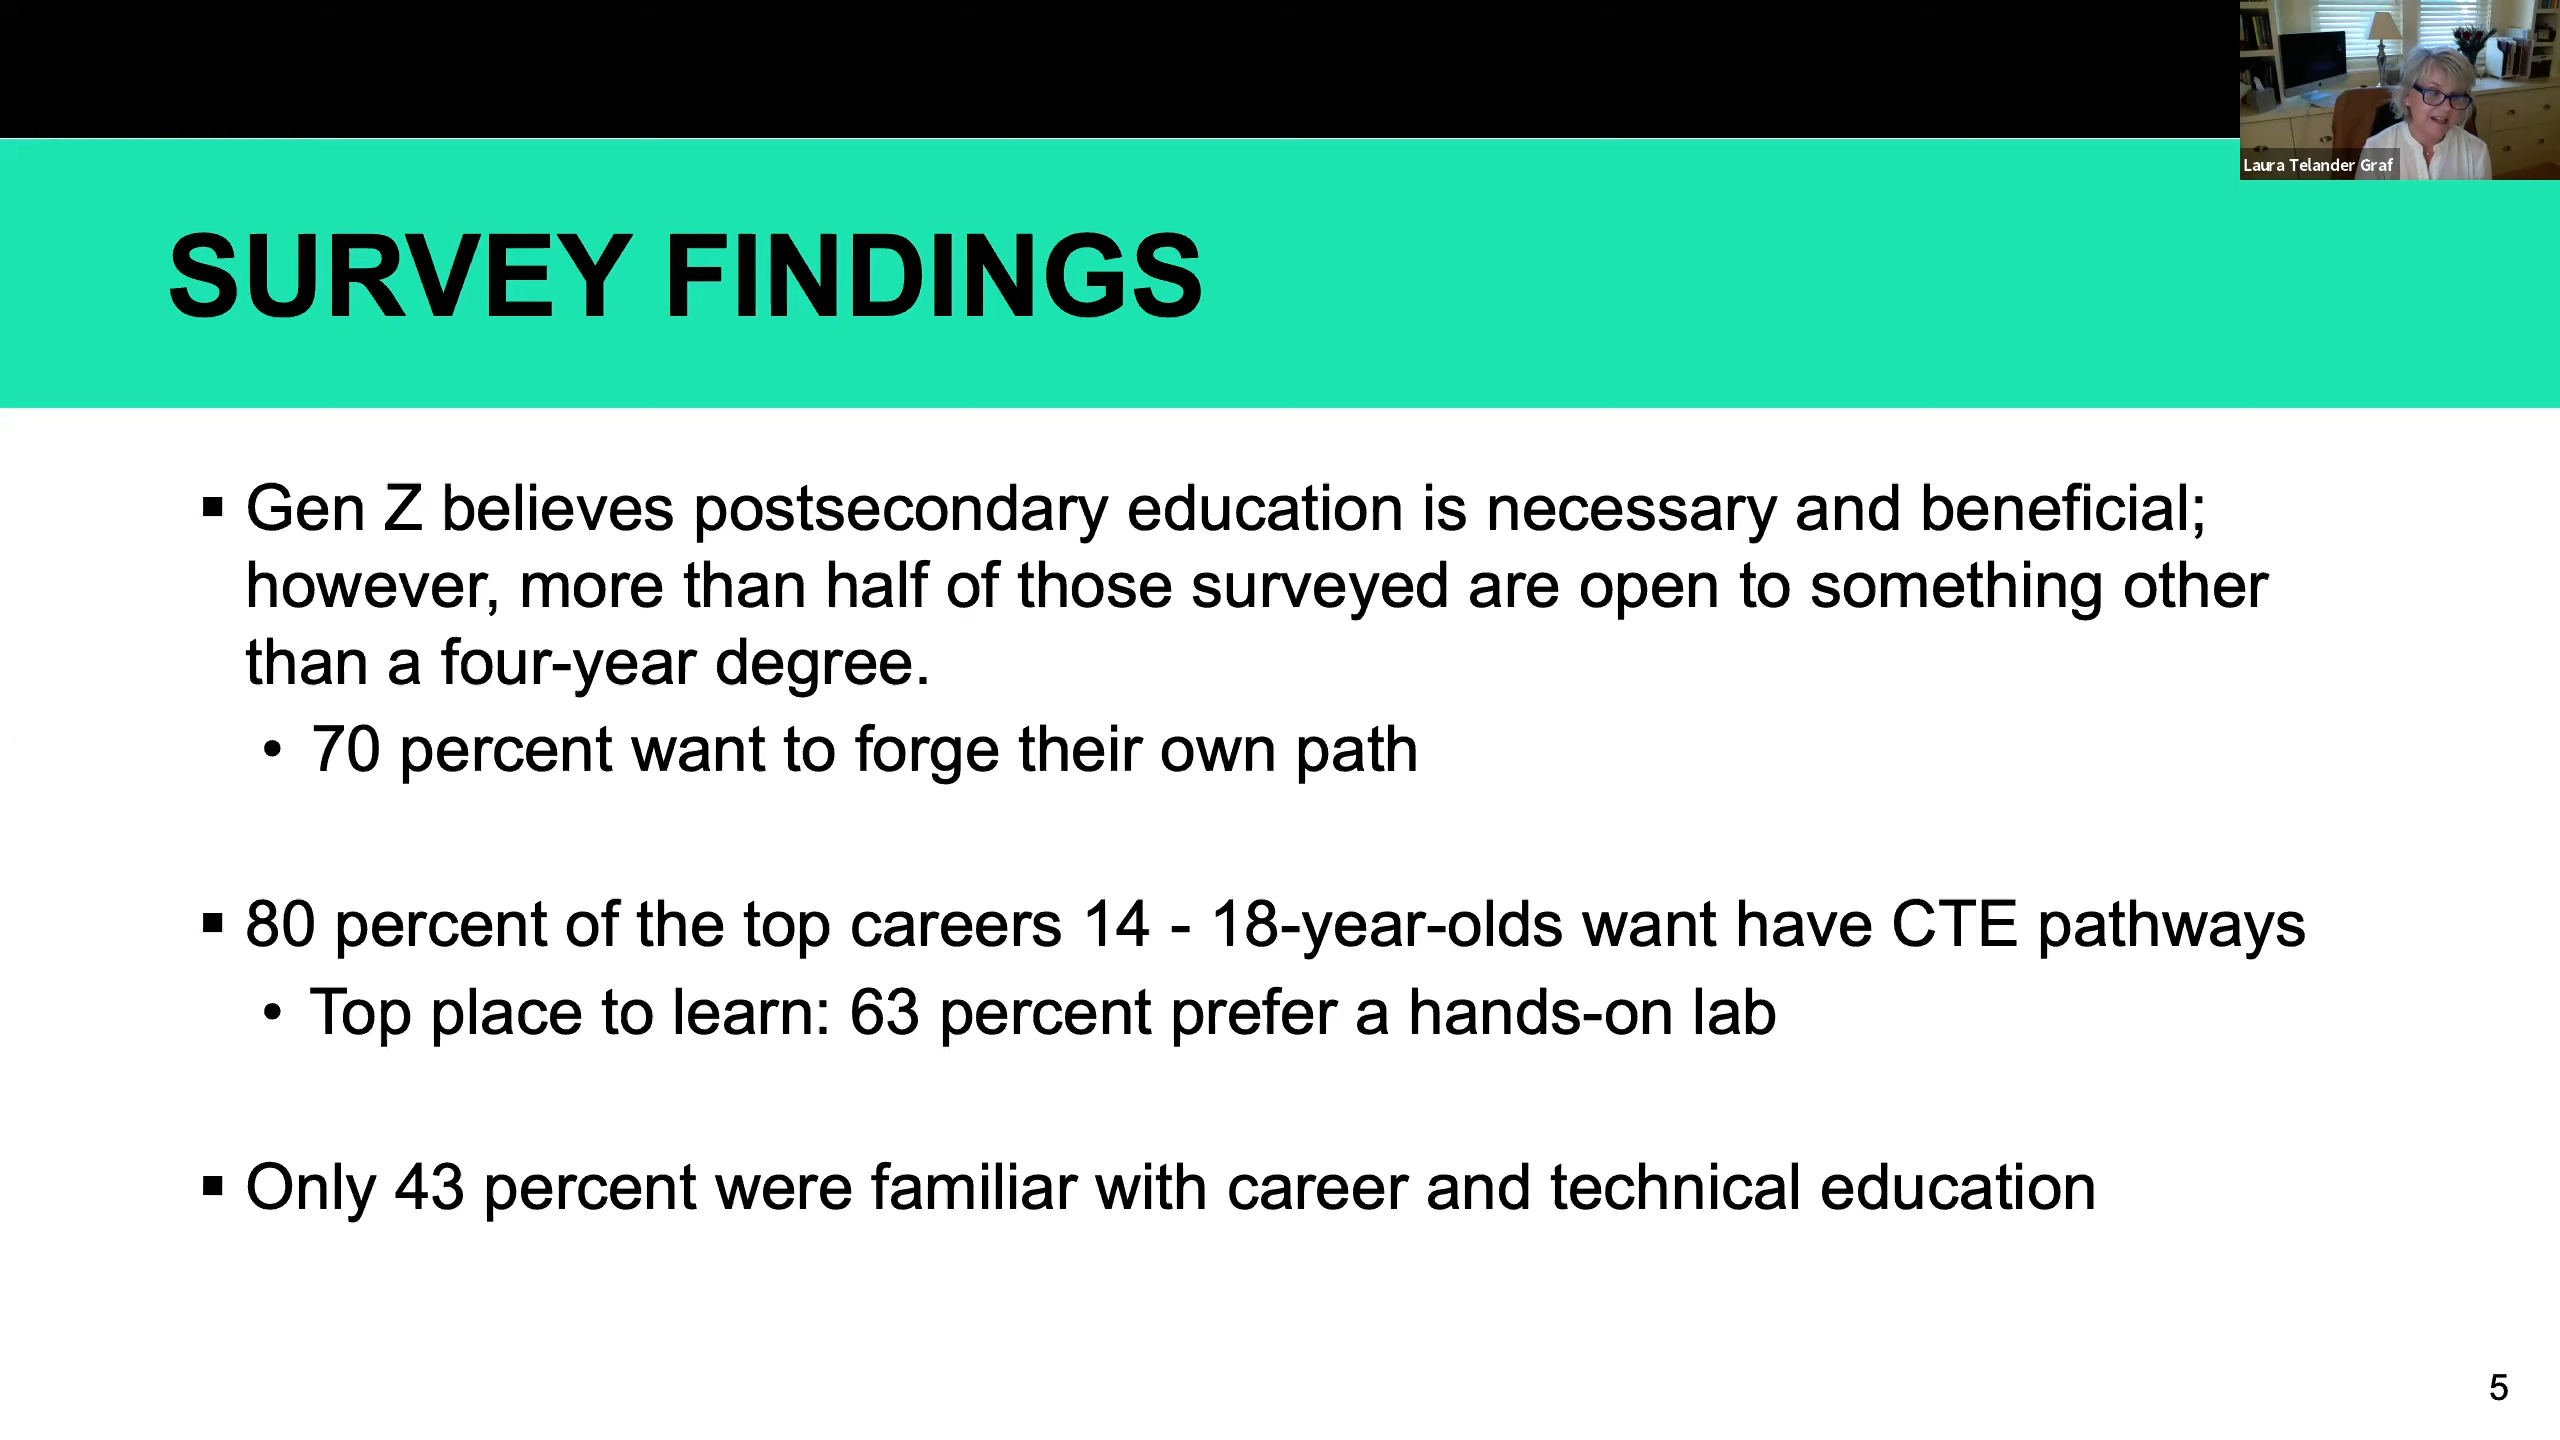 Laura Telander Graf
SURVEY FINDINGS
▪ Gen Z believes postsecondary education is necessary and beneficial;
however, more than half of those surveyed are open to something other
than a four-year degree.
• 70 percent want to forge their own path
▪ 80 percent of the top careers 14 - 18-year-olds want have CTE pathways
• Top place to learn: 63 percent prefer a hands-on lab
▪ Only 43 percent were familiar with career and technical education
5